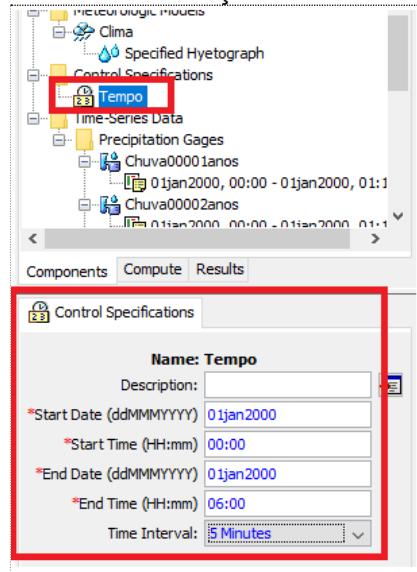 Meteorologic Models
Clima
Specified Hyetograph
Control Specifications
Tempo
Time-Series Data
Precipitation Gages
Chuva00001anos
01jan2000, 00:00 - 01jan2000, 01:1
Chuva00002anos
01jan2000, 00:00 - 01jan2000, 01:1
Components Compute Results
Control Specifications
Name: Tempo
Description:
*Start Date (ddMMMYYYY) 01jan2000
*Start Time (HH:mm) 00:00
*End Date (ddMMMYYYY) 01jan2000
*End Time (HH:mm) 06:00
Time Interval: 5 Minutes